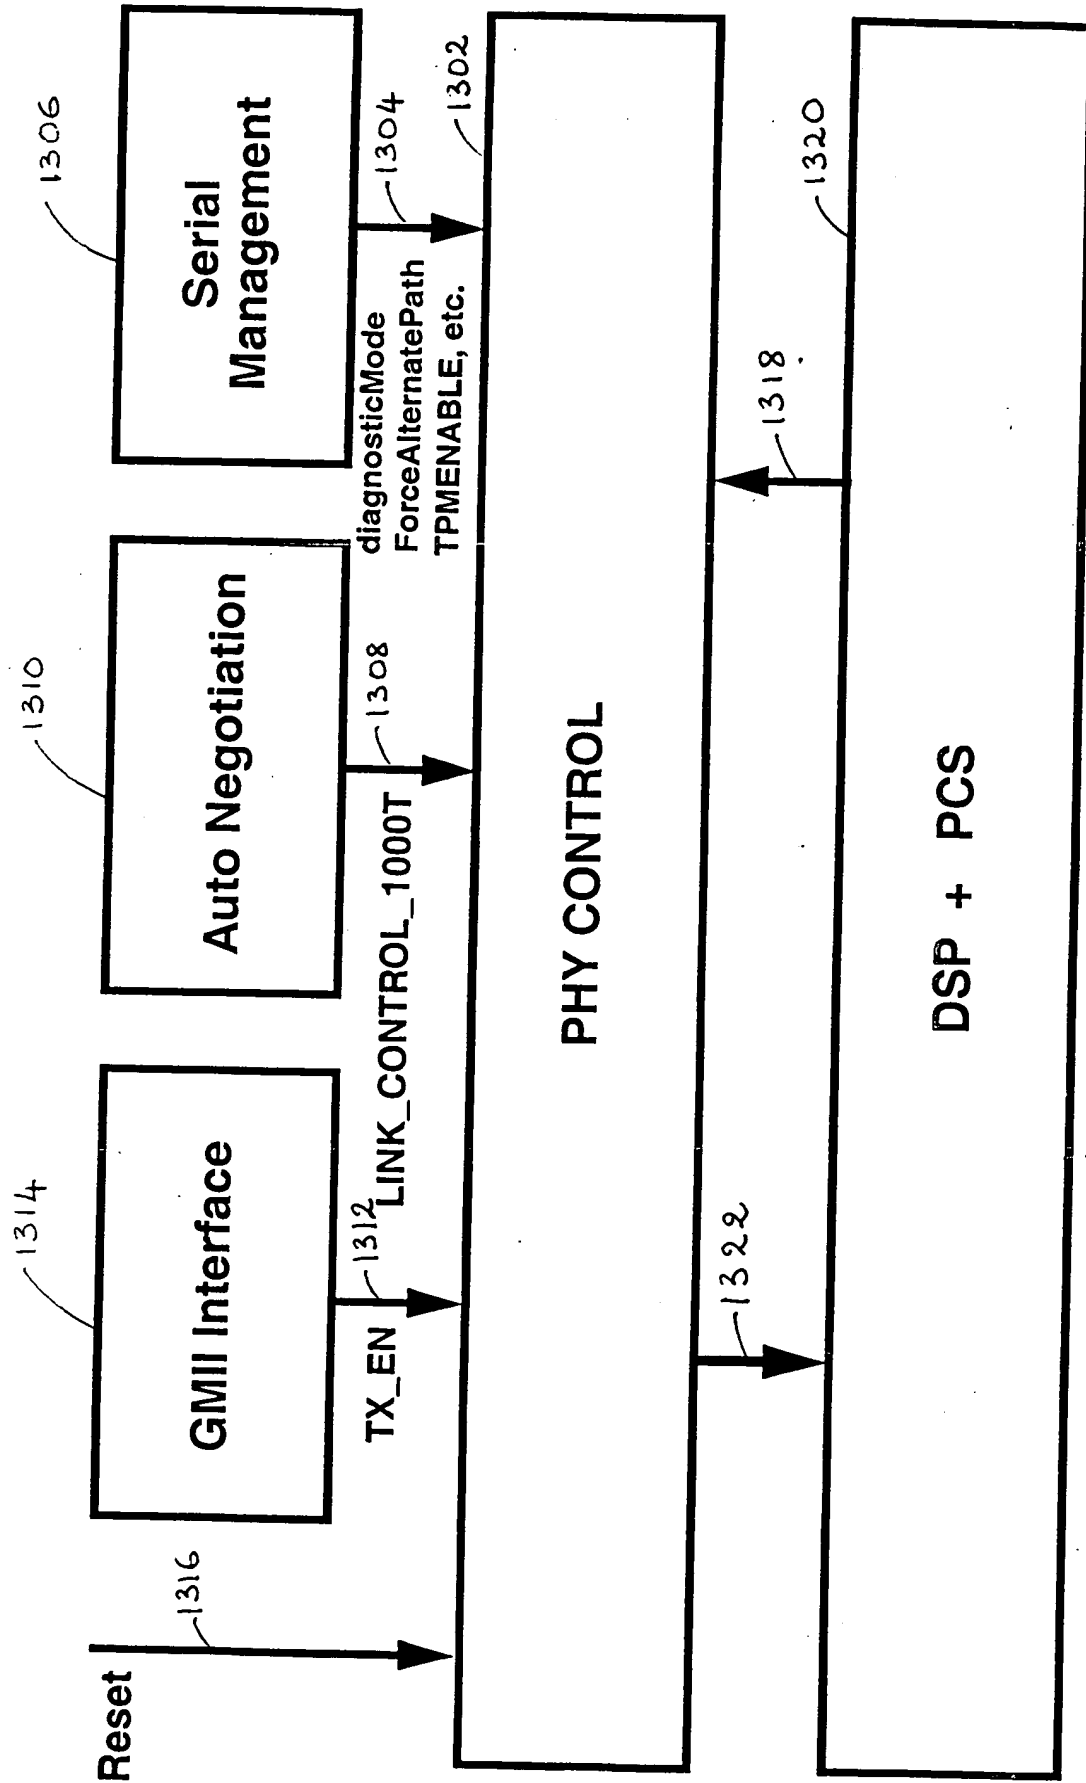 Reset
1316
1314
GMII Interface
TX_EN
1312
1310
Auto Negotiation
LINK_CONTROL_1000T
1308
1306
Serial
Management
diagnosticMode
ForceAlternatePath
TPMENABLE, etc.
1304
1302
PHY CONTROL
1322
1318
1320
DSP + PCS